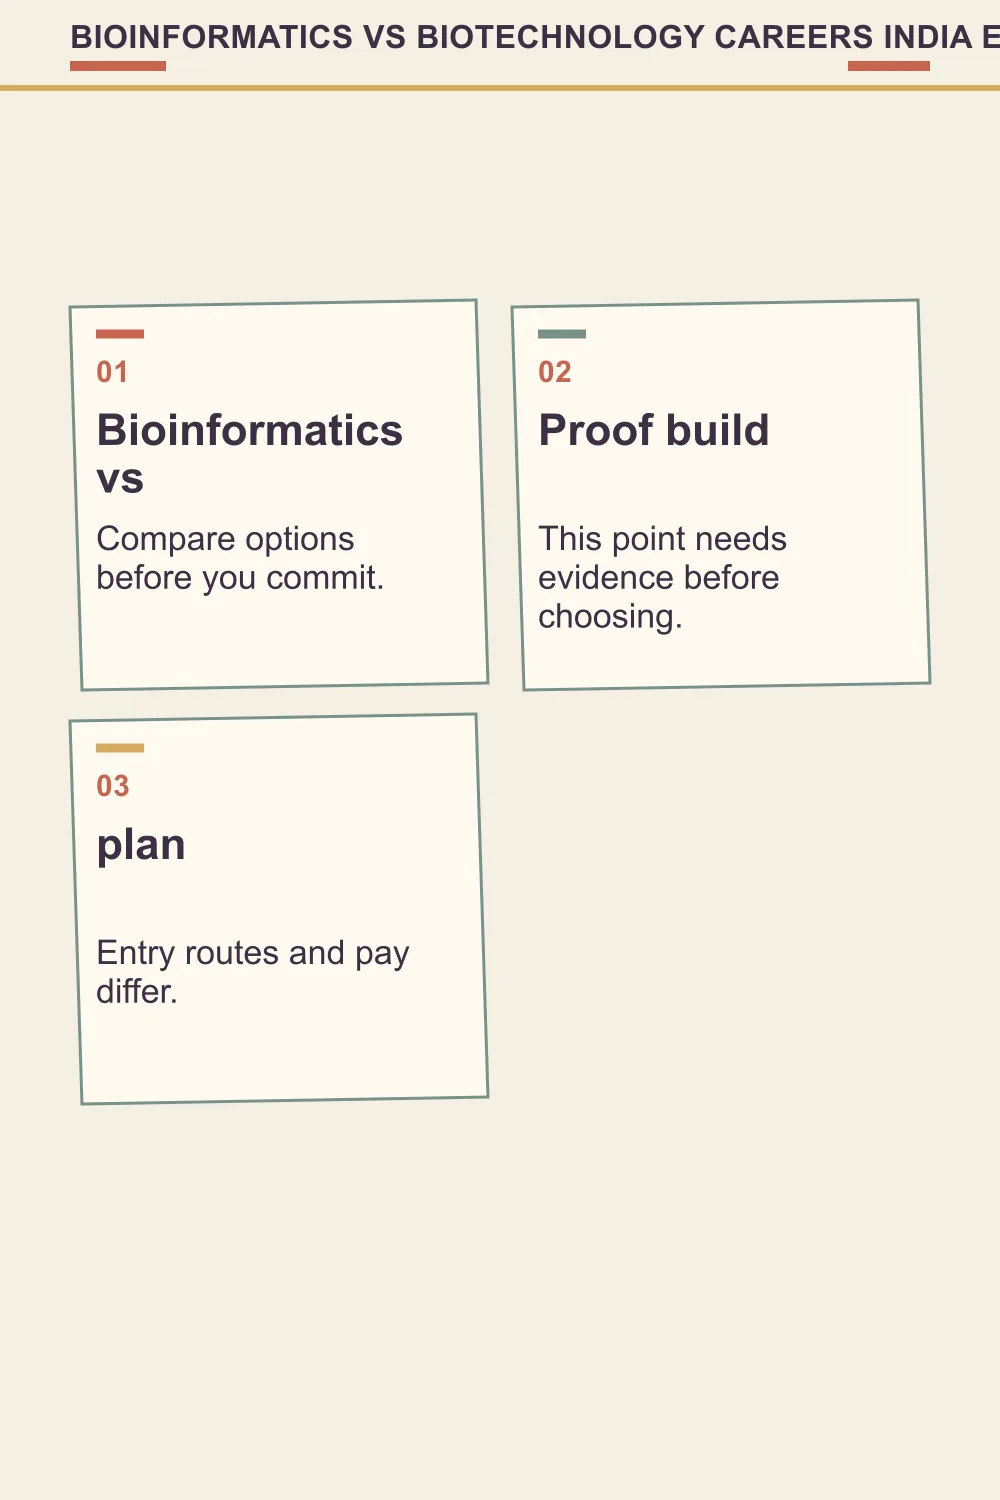 BIOINFORMATICS VS BIOTECHNOLOGY CAREERS INDIA E
01
Bioinformatics
vs
Compare options
before you commit.
02
Proof build
This point needs
evidence before
choosing.
03
plan
Entry routes and pay
differ.